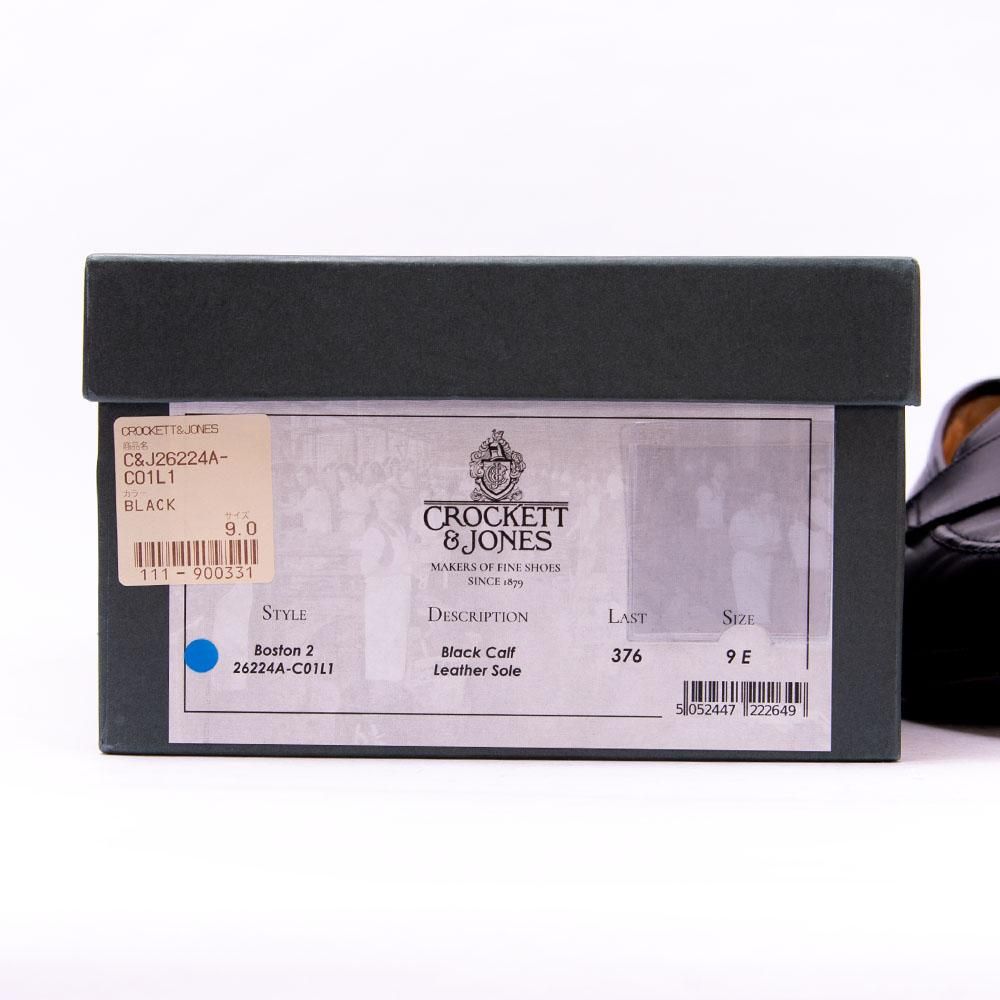 CROCKETT&JONES
商品名
C&J26224A-
C01L1
カラー
BLACK
サイズ
9.0
111-900331
CROCKETT
& JONES
MAKERS OF FINE SHOES
SINCE 1879
STYLE DESCRIPTION LAST SIZE
Boston 2 Black Calf 376 9 E
26224A-C01L1 Leather Sole
5 052447 222649